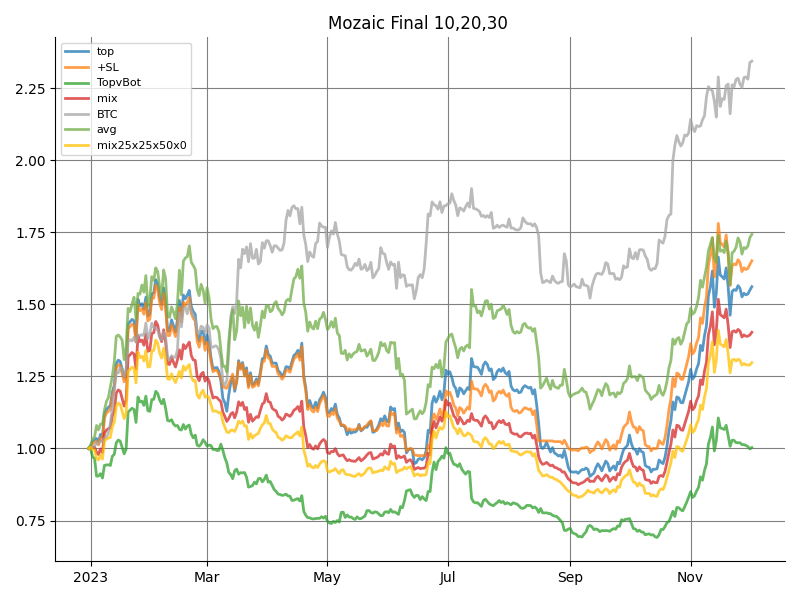 Mozaic Final 10,20,30
top
+SL
TopvBot
mix
BTC
avg
mix25x25x50x0
2.25
2.00
1.75
1.50
1.25
1.00
0.75
2023 Mar May Jul Sep Nov